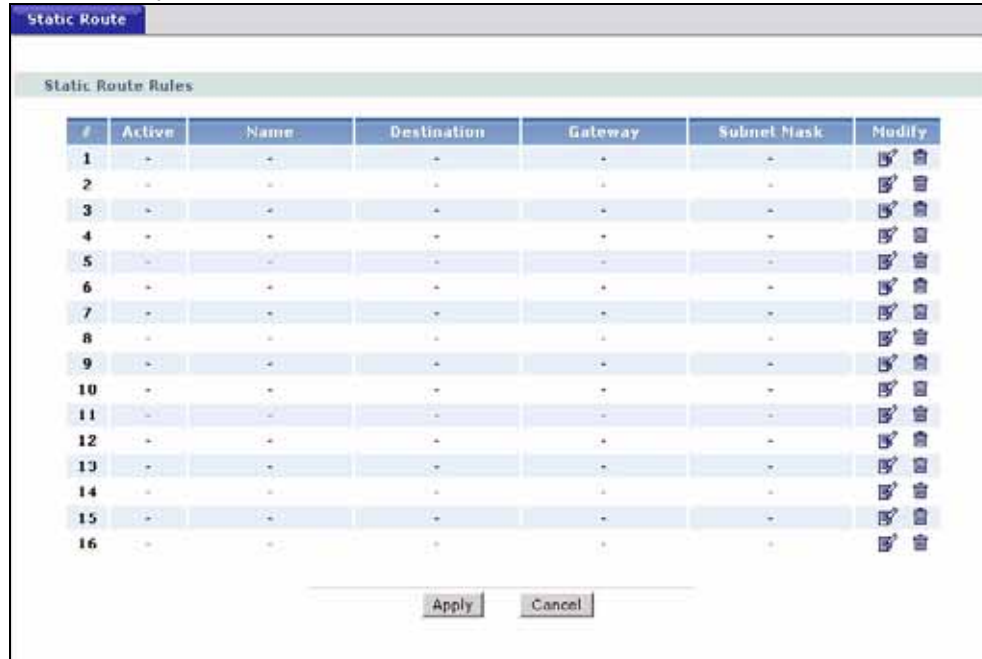 Static Route
Static Route Rules
# Active Name Destination Gateway Subnet Mask Modify
1 - - - - -
2 - - - - -
3 - - - - -
4 - - - - -
5 - - - - -
6 - - - - -
7 - - - - -
8 - - - - -
9 - - - - -
10 - - - - -
11 - - - - -
12 - - - - -
13 - - - - -
14 - - - - -
15 - - - - -
16 - - - - -
Apply Cancel